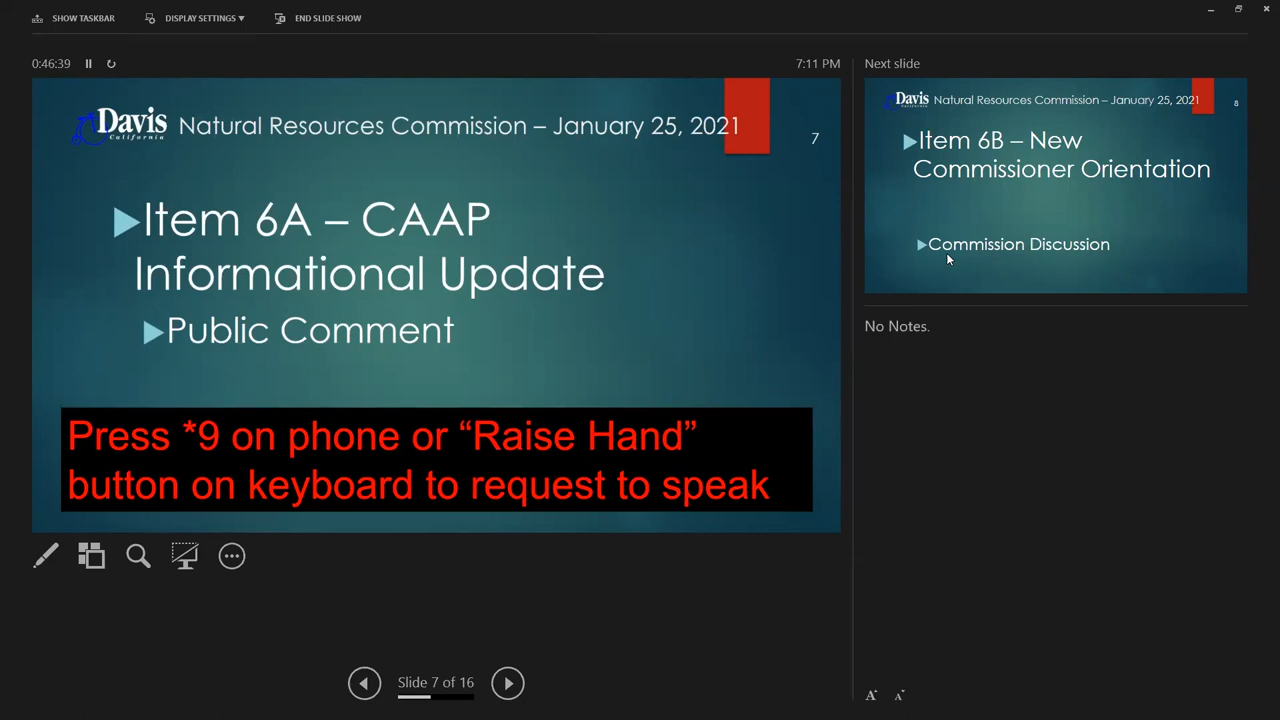 SHOW TASKBAR DISPLAY SETTINGS ▼ END SLIDE SHOW
0:46:39 7:11 PM
Davis
California
Natural Resources Commission – January 25, 2021
7
Item 6A – CAAP
Informational Update
Public Comment
Press *9 on phone or “Raise Hand”
button on keyboard to request to speak
Slide 7 of 16
Next slide
Davis
California
Natural Resources Commission – January 25, 2021
8
Item 6B – New
Commissioner Orientation
Commission Discussion
No Notes.
A A